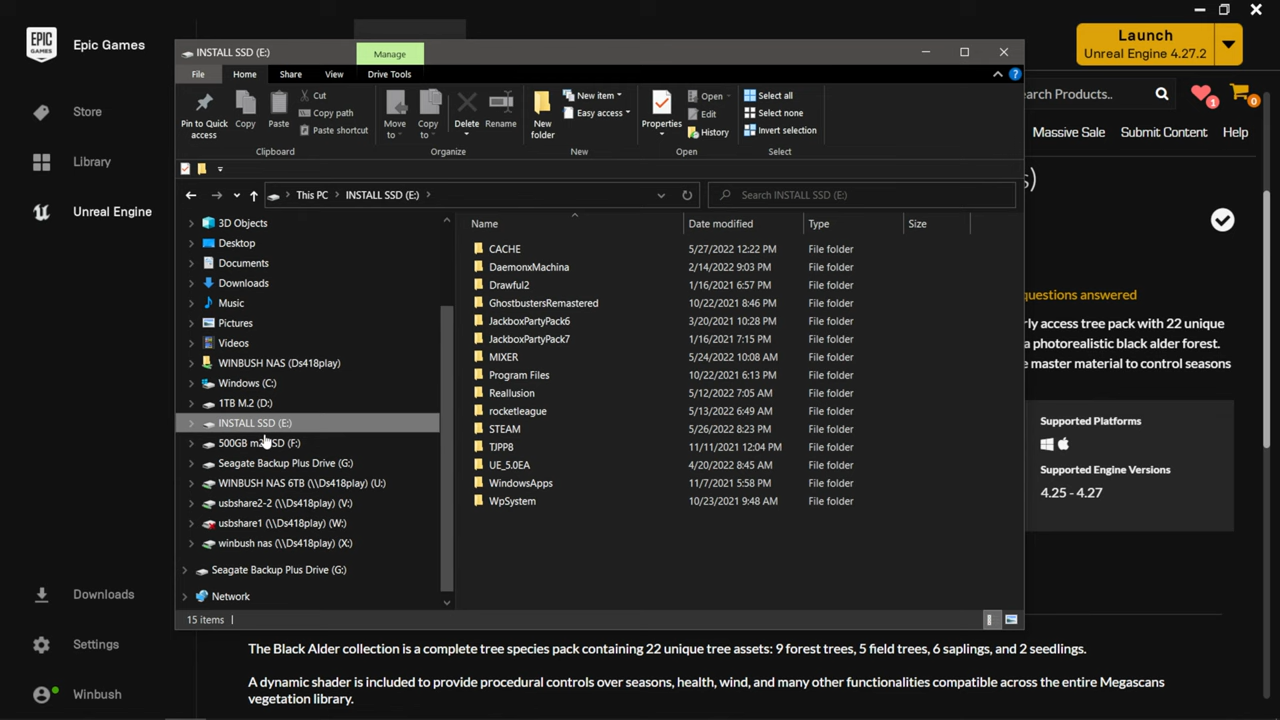 Epic Games
EPIC GAMES
Store
Library
Unreal Engine
Downloads
Settings
Winbush
Launch
Unreal Engine 4.27.2
earch Products..
1
0
Massive Sale
Submit Content
Help
s)
questions answered
rly access tree pack with 22 unique
a photorealistic black alder forest.
e master material to control seasons
Supported Platforms
Supported Engine Versions
4.25 - 4.27
INSTALL SSD (E:)
Manage
File
Home
Share
View
Drive Tools
Pin to Quick access
Copy
Paste
Cut
Copy path
Paste shortcut
Clipboard
Move to
Copy to
Delete
Rename
Organize
New folder
New item
Easy access
New
Properties
Open
Edit
History
Open
Select all
Select none
Invert selection
Select
This PC
INSTALL SSD (E:)
Search INSTALL SSD (E:)
3D Objects
Desktop
Documents
Downloads
Music
Pictures
Videos
WINBUSH NAS (Ds418play)
Windows (C:)
1TB M.2 (D:)
INSTALL SSD (E:)
500GB m SD (F:)
Seagate Backup Plus Drive (G:)
WINBUSH NAS 6TB (\\Ds418play) (U:)
usbshare2-2 (\\Ds418play) (V:)
usbshare1 (\\Ds418play) (W:)
winbush nas (\\Ds418play) (X:)
Seagate Backup Plus Drive (G:)
Network
Name Date modified Type Size
CACHE 5/27/2022 12:22 PM File folder
DaemonxMachina 2/14/2022 9:03 PM File folder
Drawful2 1/16/2021 6:57 PM File folder
GhostbustersRemastered 10/22/2021 8:46 PM File folder
JackboxPartyPack6 3/20/2021 10:28 PM File folder
JackboxPartyPack7 1/16/2021 7:15 PM File folder
MIXER 5/24/2022 10:08 AM File folder
Program Files 10/22/2021 6:13 PM File folder
Reallusion 5/12/2022 7:05 AM File folder
rocketleague 5/13/2022 6:49 AM File folder
STEAM 5/26/2022 8:23 PM File folder
TJPP8 11/11/2021 12:04 PM File folder
UE_5.0EA 4/20/2022 8:45 AM File folder
WindowsApps 11/7/2021 5:58 PM File folder
WpSystem 10/23/2021 9:48 AM File folder
15 items
The Black Alder collection is a complete tree species pack containing 22 unique tree assets: 9 forest trees, 5 field trees, 6 saplings, and 2 seedlings.
A dynamic shader is included to provide procedural controls over seasons, health, wind, and many other functionalities compatible across the entire Megascans
vegetation library.